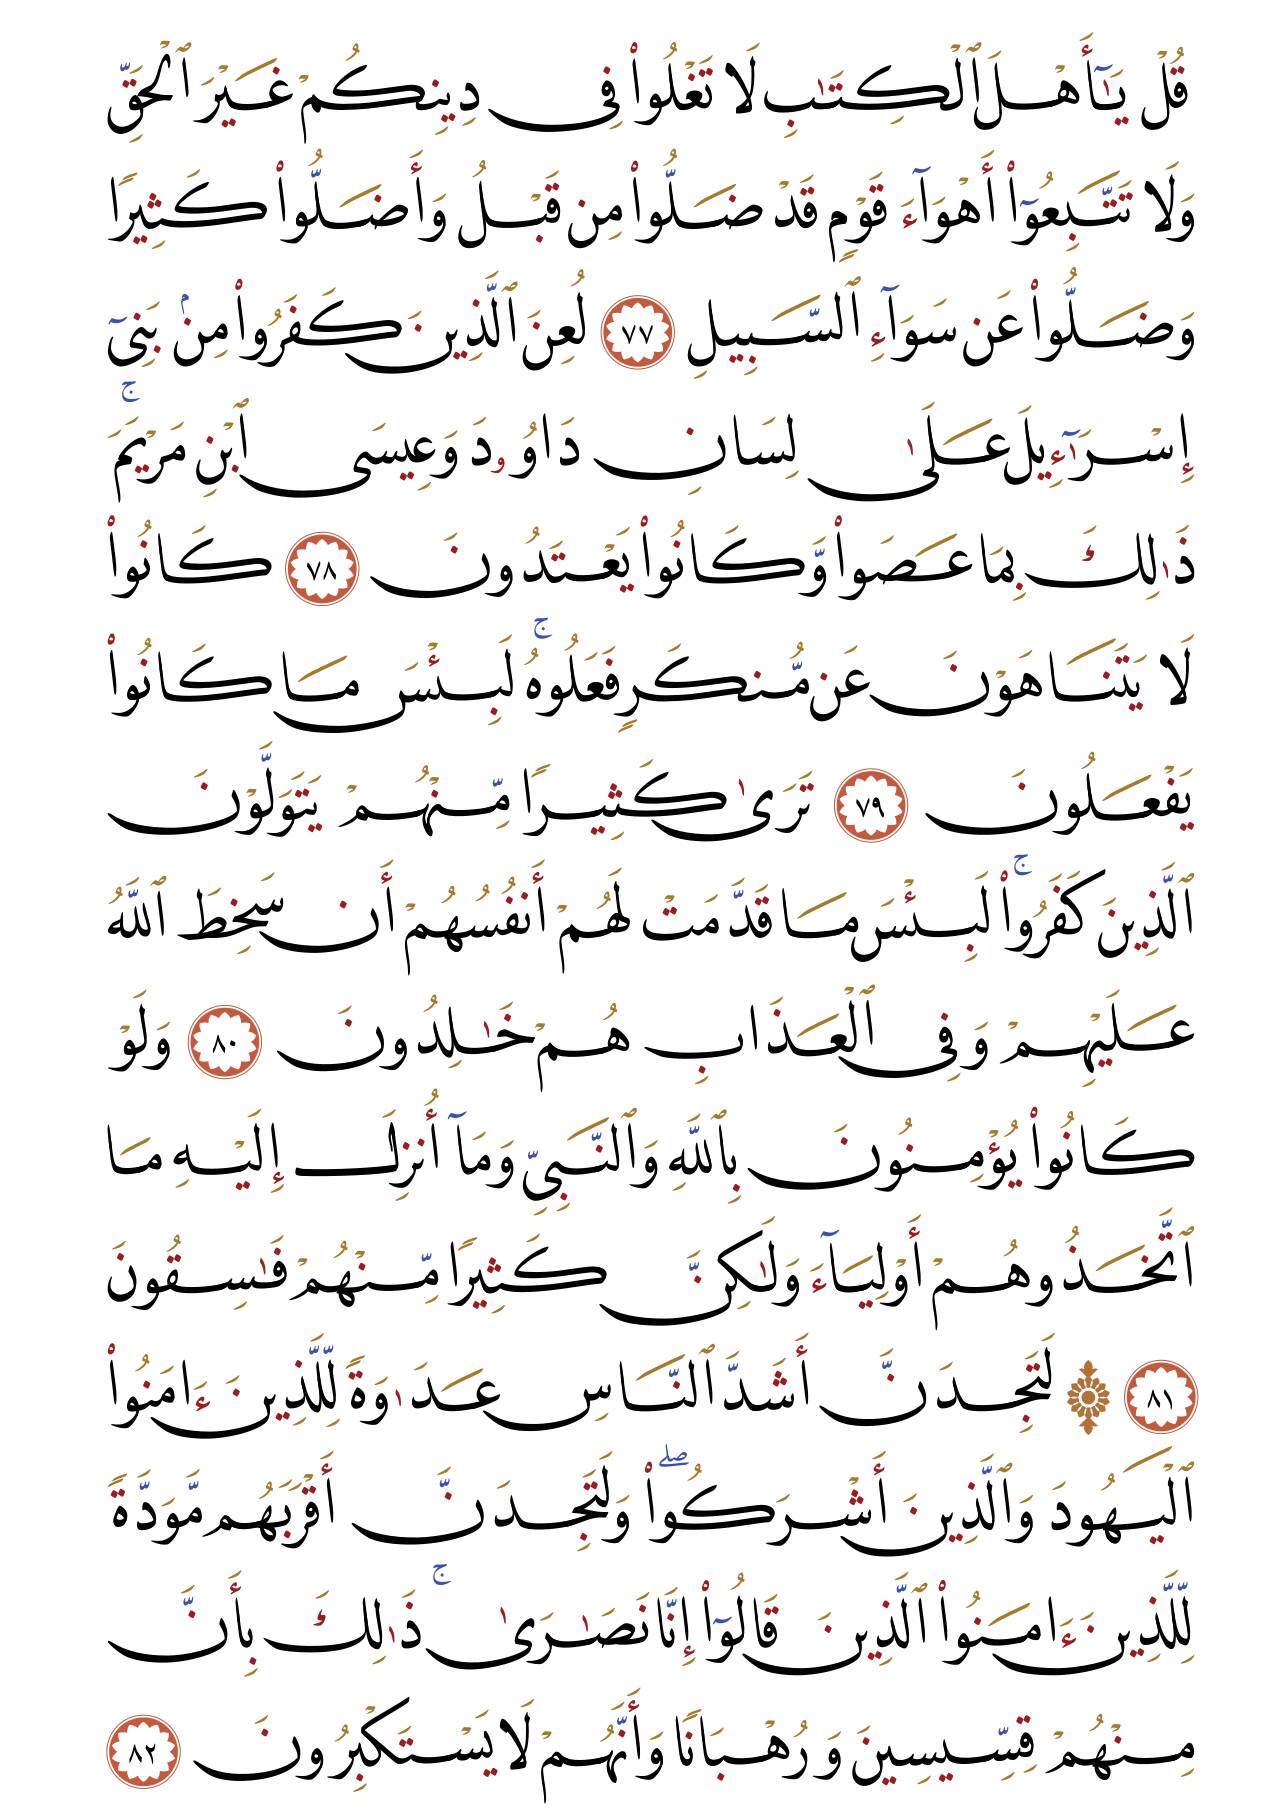 قُلْ يَـٰٓأَهْلَ ٱلْكِتَـٰبِ لَا تَغْلُوا۟ فِى دِينِكُمْ غَيْرَ ٱلْحَقِّ
وَلَا تَتَّبِعُوٓا۟ أَهْوَآءَ قَوْمٍ قَدْ ضَلُّوا۟ مِن قَبْلُ وَأَضَلُّوا۟ كَثِيرًا
وَضَلُّوا۟ عَن سَوَآءِ ٱلسَّبِيلِ ٧٧ لُعِنَ ٱلَّذِينَ كَفَرُوا۟ مِنۢ بَنِىٓ
إِسْرَٰٓءِيلَ عَلَىٰ لِسَانِ دَاوُۥدَ وَعِيسَى ٱبْنِ مَرْيَمَ ۚ
ذَٰلِكَ بِمَا عَصَوا۟ وَّكَانُوا۟ يَعْتَدُونَ ٧٨ كَانُوا۟
لَا يَتَنَاهَوْنَ عَن مُّنكَرٍ فَعَلُوهُ ۚ لَبِئْسَ مَا كَانُوا۟
يَفْعَلُونَ ٧٩ تَرَىٰ كَثِيرًا مِّنْهُمْ يَتَوَلَّوْنَ
ٱلَّذِينَ كَفَرُوا۟ ۚ لَبِئْسَ مَا قَدَّمَتْ لَهُمْ أَنفُسُهُمْ أَن سَخِطَ ٱللَّهُ
عَلَيْهِمْ وَفِى ٱلْعَذَابِ هُمْ خَـٰلِدُونَ ٨٠ وَلَوْ
كَانُوا۟ يُؤْمِنُونَ بِٱللَّهِ وَٱلنَّبِىِّ وَمَآ أُنزِلَ إِلَيْهِ مَا
ٱتَّخَذُوهُمْ أَوْلِيَآءَ وَلَـٰكِنَّ كَثِيرًا مِّنْهُمْ فَـٰسِقُونَ
٨١ ۞ لَتَجِدَنَّ أَشَدَّ ٱلنَّاسِ عَدَٰوَةً لِّلَّذِينَ ءَامَنُوا۟
ٱلْيَهُودَ وَٱلَّذِينَ أَشْرَكُوا۟ ۖ وَلَتَجِدَنَّ أَقْرَبَهُم مَّوَدَّةً
لِّلَّذِينَ ءَامَنُوا۟ ٱلَّذِينَ قَالُوٓا۟ إِنَّا نَصَـٰرَىٰ ۚ ذَٰلِكَ بِأَنَّ
مِنْهُمْ قِسِّيسِينَ وَرُهْبَانًا وَأَنَّهُمْ لَا يَسْتَكْبِرُونَ ٨٢